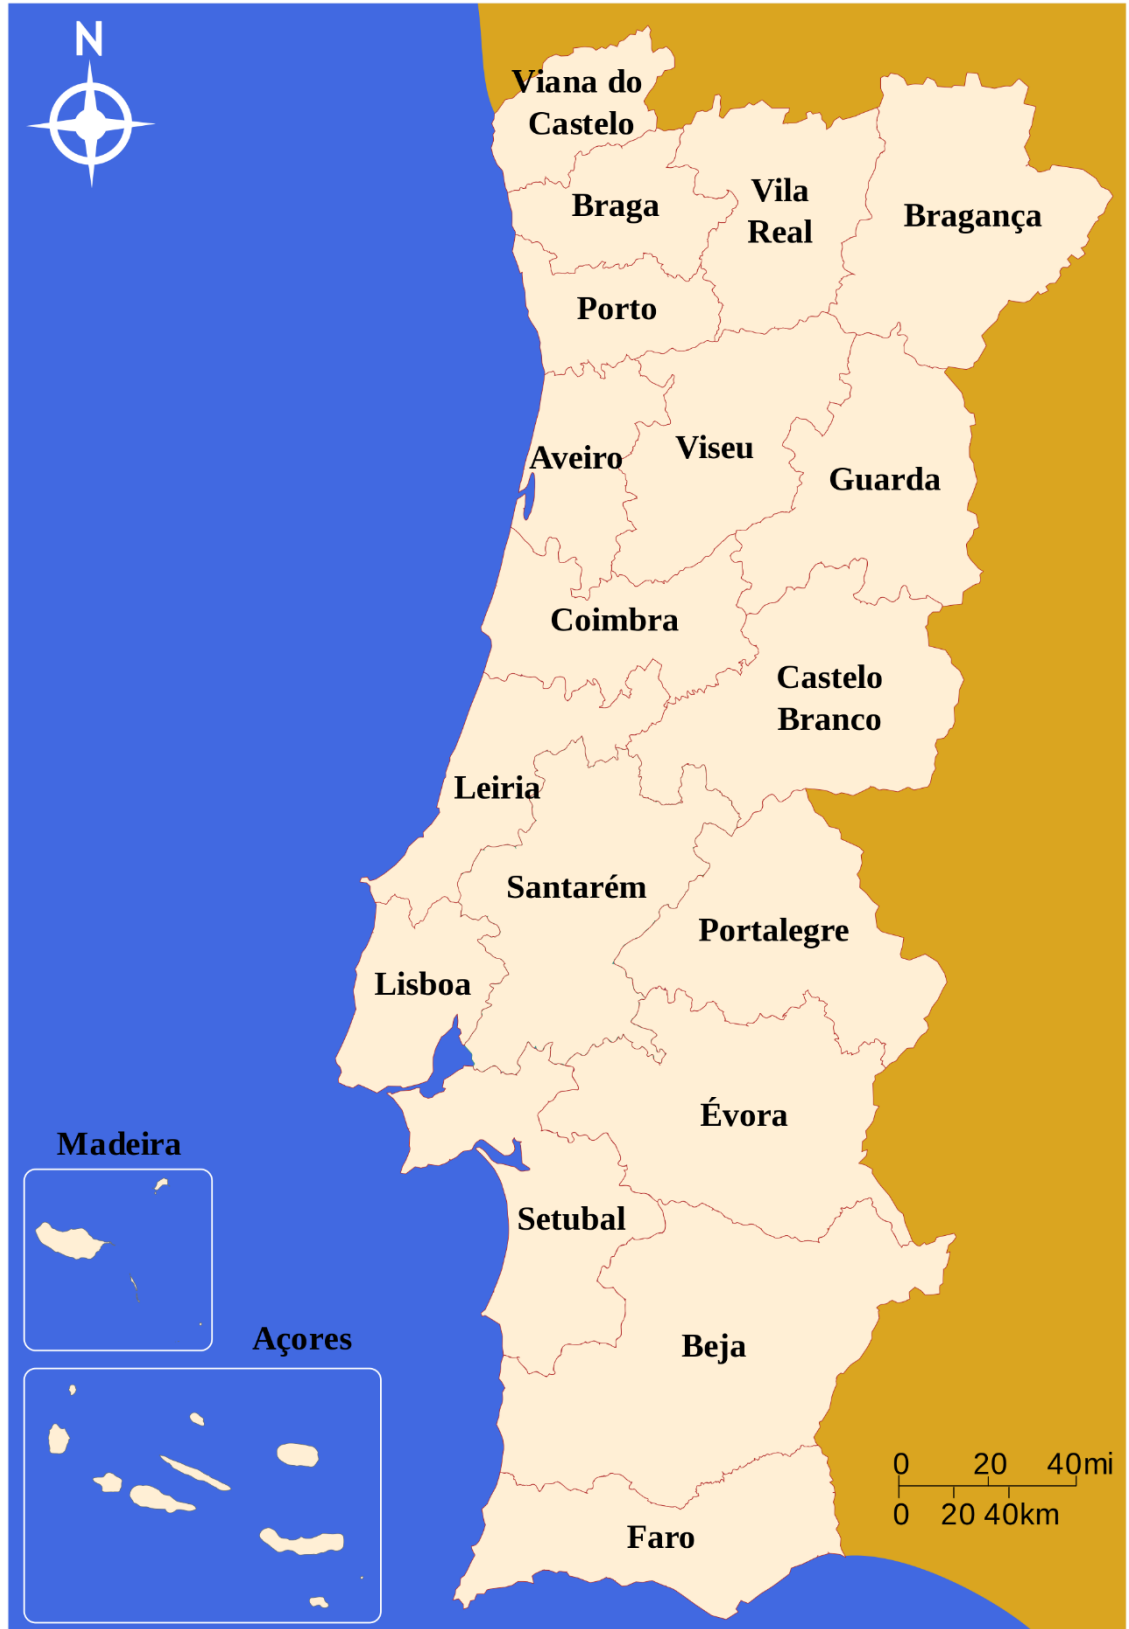 N
Viana do
Castelo
Braga
Vila
Real
Bragança
Porto
Aveiro
Viseu
Guarda
Coimbra
Castelo
Branco
Leiria
Santarém
Portalegre
Lisboa
Évora
Madeira
Setubal
Açores
Beja
0 20 40mi
0 20 40km
Faro